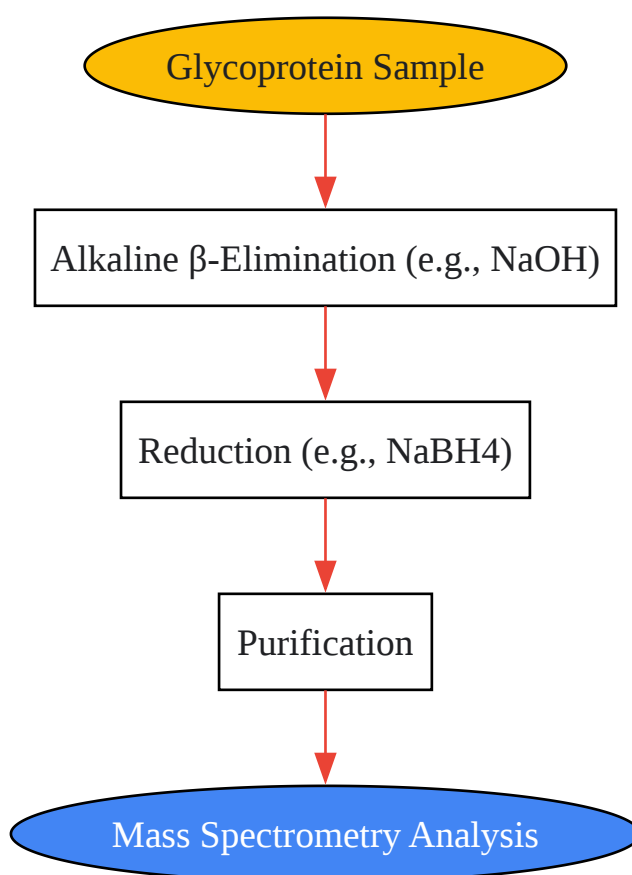 Glycoprotein Sample
Alkaline β-Elimination (e.g., NaOH)
Reduction (e.g., NaBH4)
Purification
Mass Spectrometry Analysis